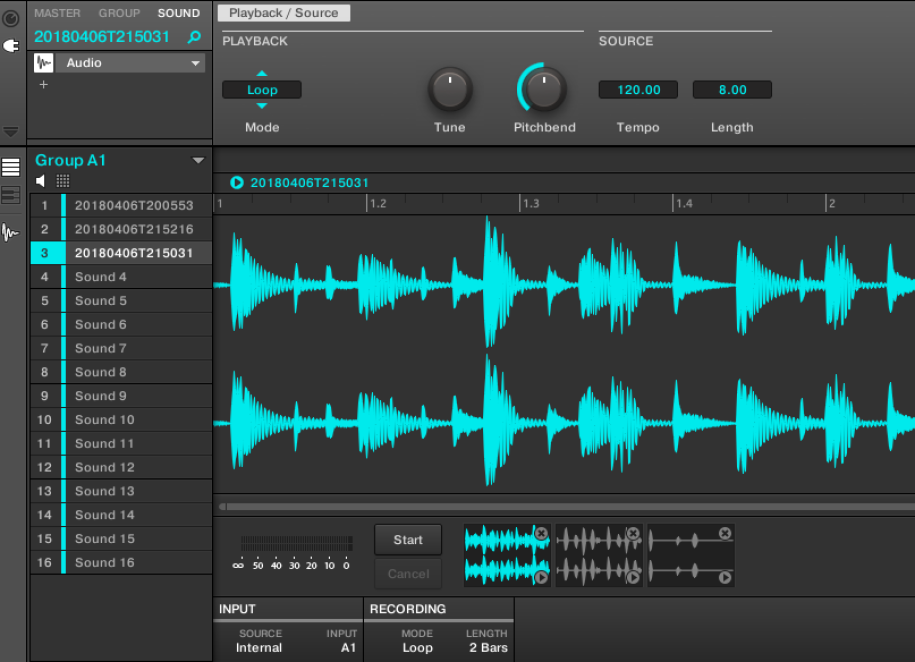 MASTER GROUP SOUND
20180406T215031
Audio
+
Playback / Source
PLAYBACK
SOURCE
Loop
120.00
8.00
Mode
Tune
Pitchbend
Tempo
Length
Group A1
1 20180406T200553
2 20180406T215216
3 20180406T215031
4 Sound 4
5 Sound 5
6 Sound 6
7 Sound 7
8 Sound 8
9 Sound 9
10 Sound 10
11 Sound 11
12 Sound 12
13 Sound 13
14 Sound 14
15 Sound 15
16 Sound 16
20180406T215031
1 1.2 1.3 1.4 2
∞ 50 40 30 20 10 0
Start
Cancel
INPUT
RECORDING
SOURCE INPUT MODE LENGTH
Internal A1 Loop 2 Bars